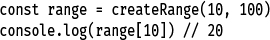 const range = createRange(10, 100)
console.log(range[10]) // 20